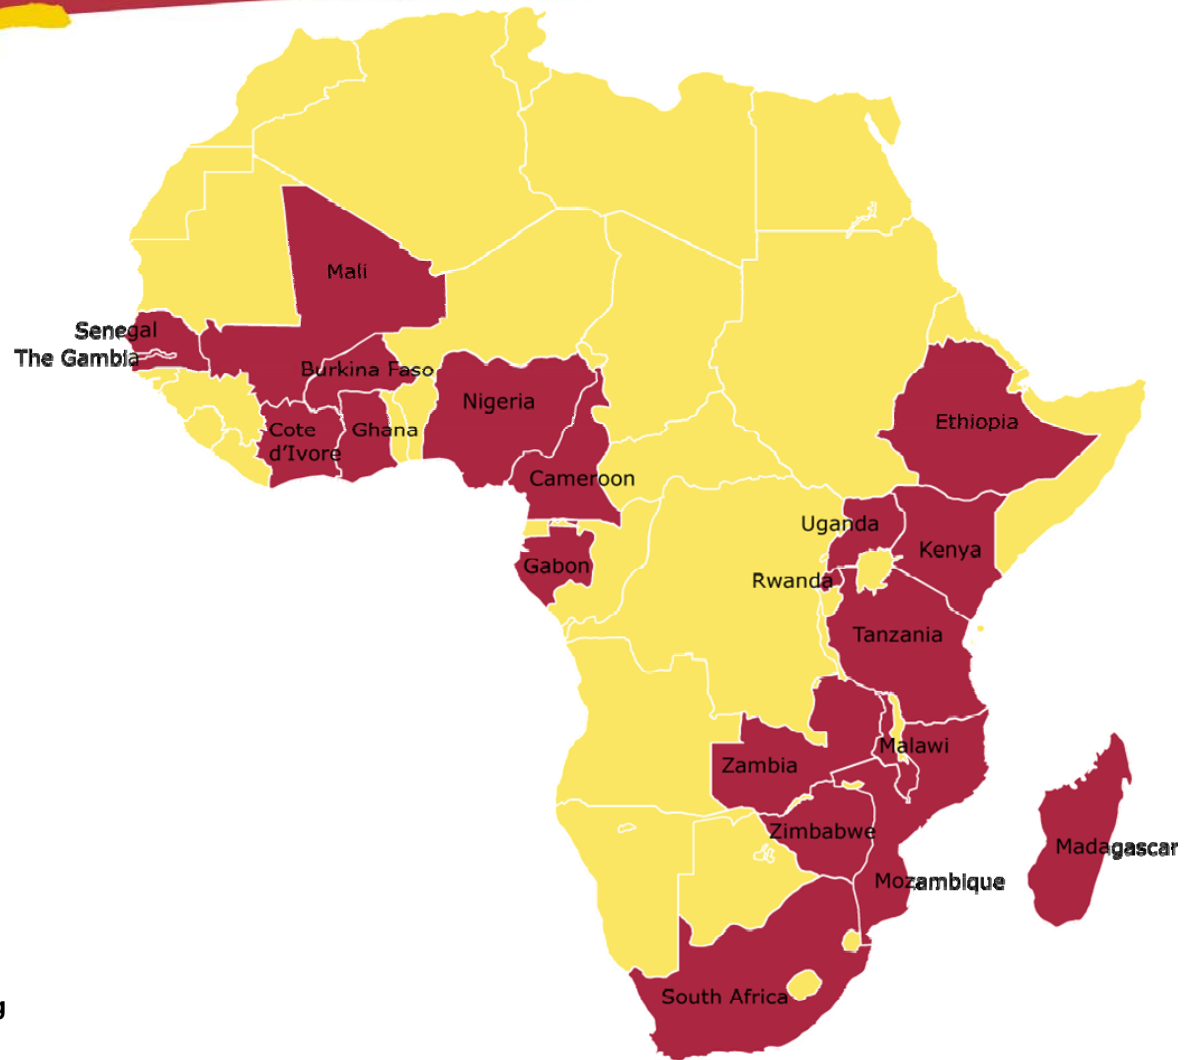 Mali
Senegal
The Gambia
Burkina Faso
Nigeria
Ethiopia
Cote
d'Ivore
Ghana
Cameroon
Uganda
Kenya
Gabon
Rwanda
Tanzania
Malawi
Zambia
Zimbabwe
Madagascar
Mozambique
South Africa
g